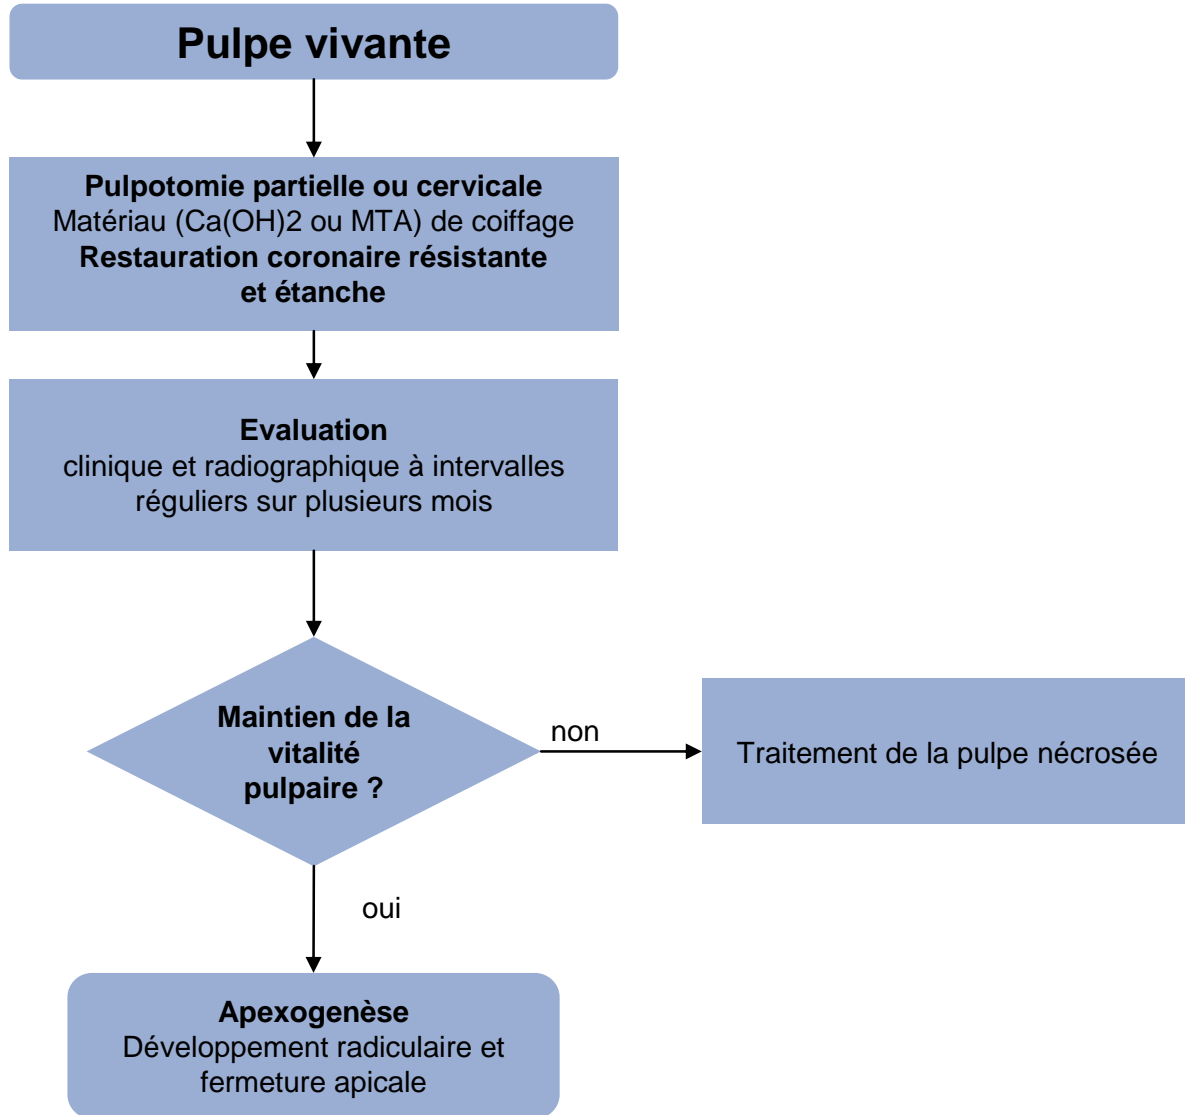 Pulpe vivante
Pulpotomie partielle ou cervicale
Matériau (Ca(OH)2 ou MTA) de coiffage
Restauration coronaire résistante
et étanche
Evaluation
clinique et radiographique à intervalles
réguliers sur plusieurs mois
Maintien de la
vitalité
pulpaire ?
non
Traitement de la pulpe nécrosée
oui
Apexogenèse
Développement radiculaire et
fermeture apicale